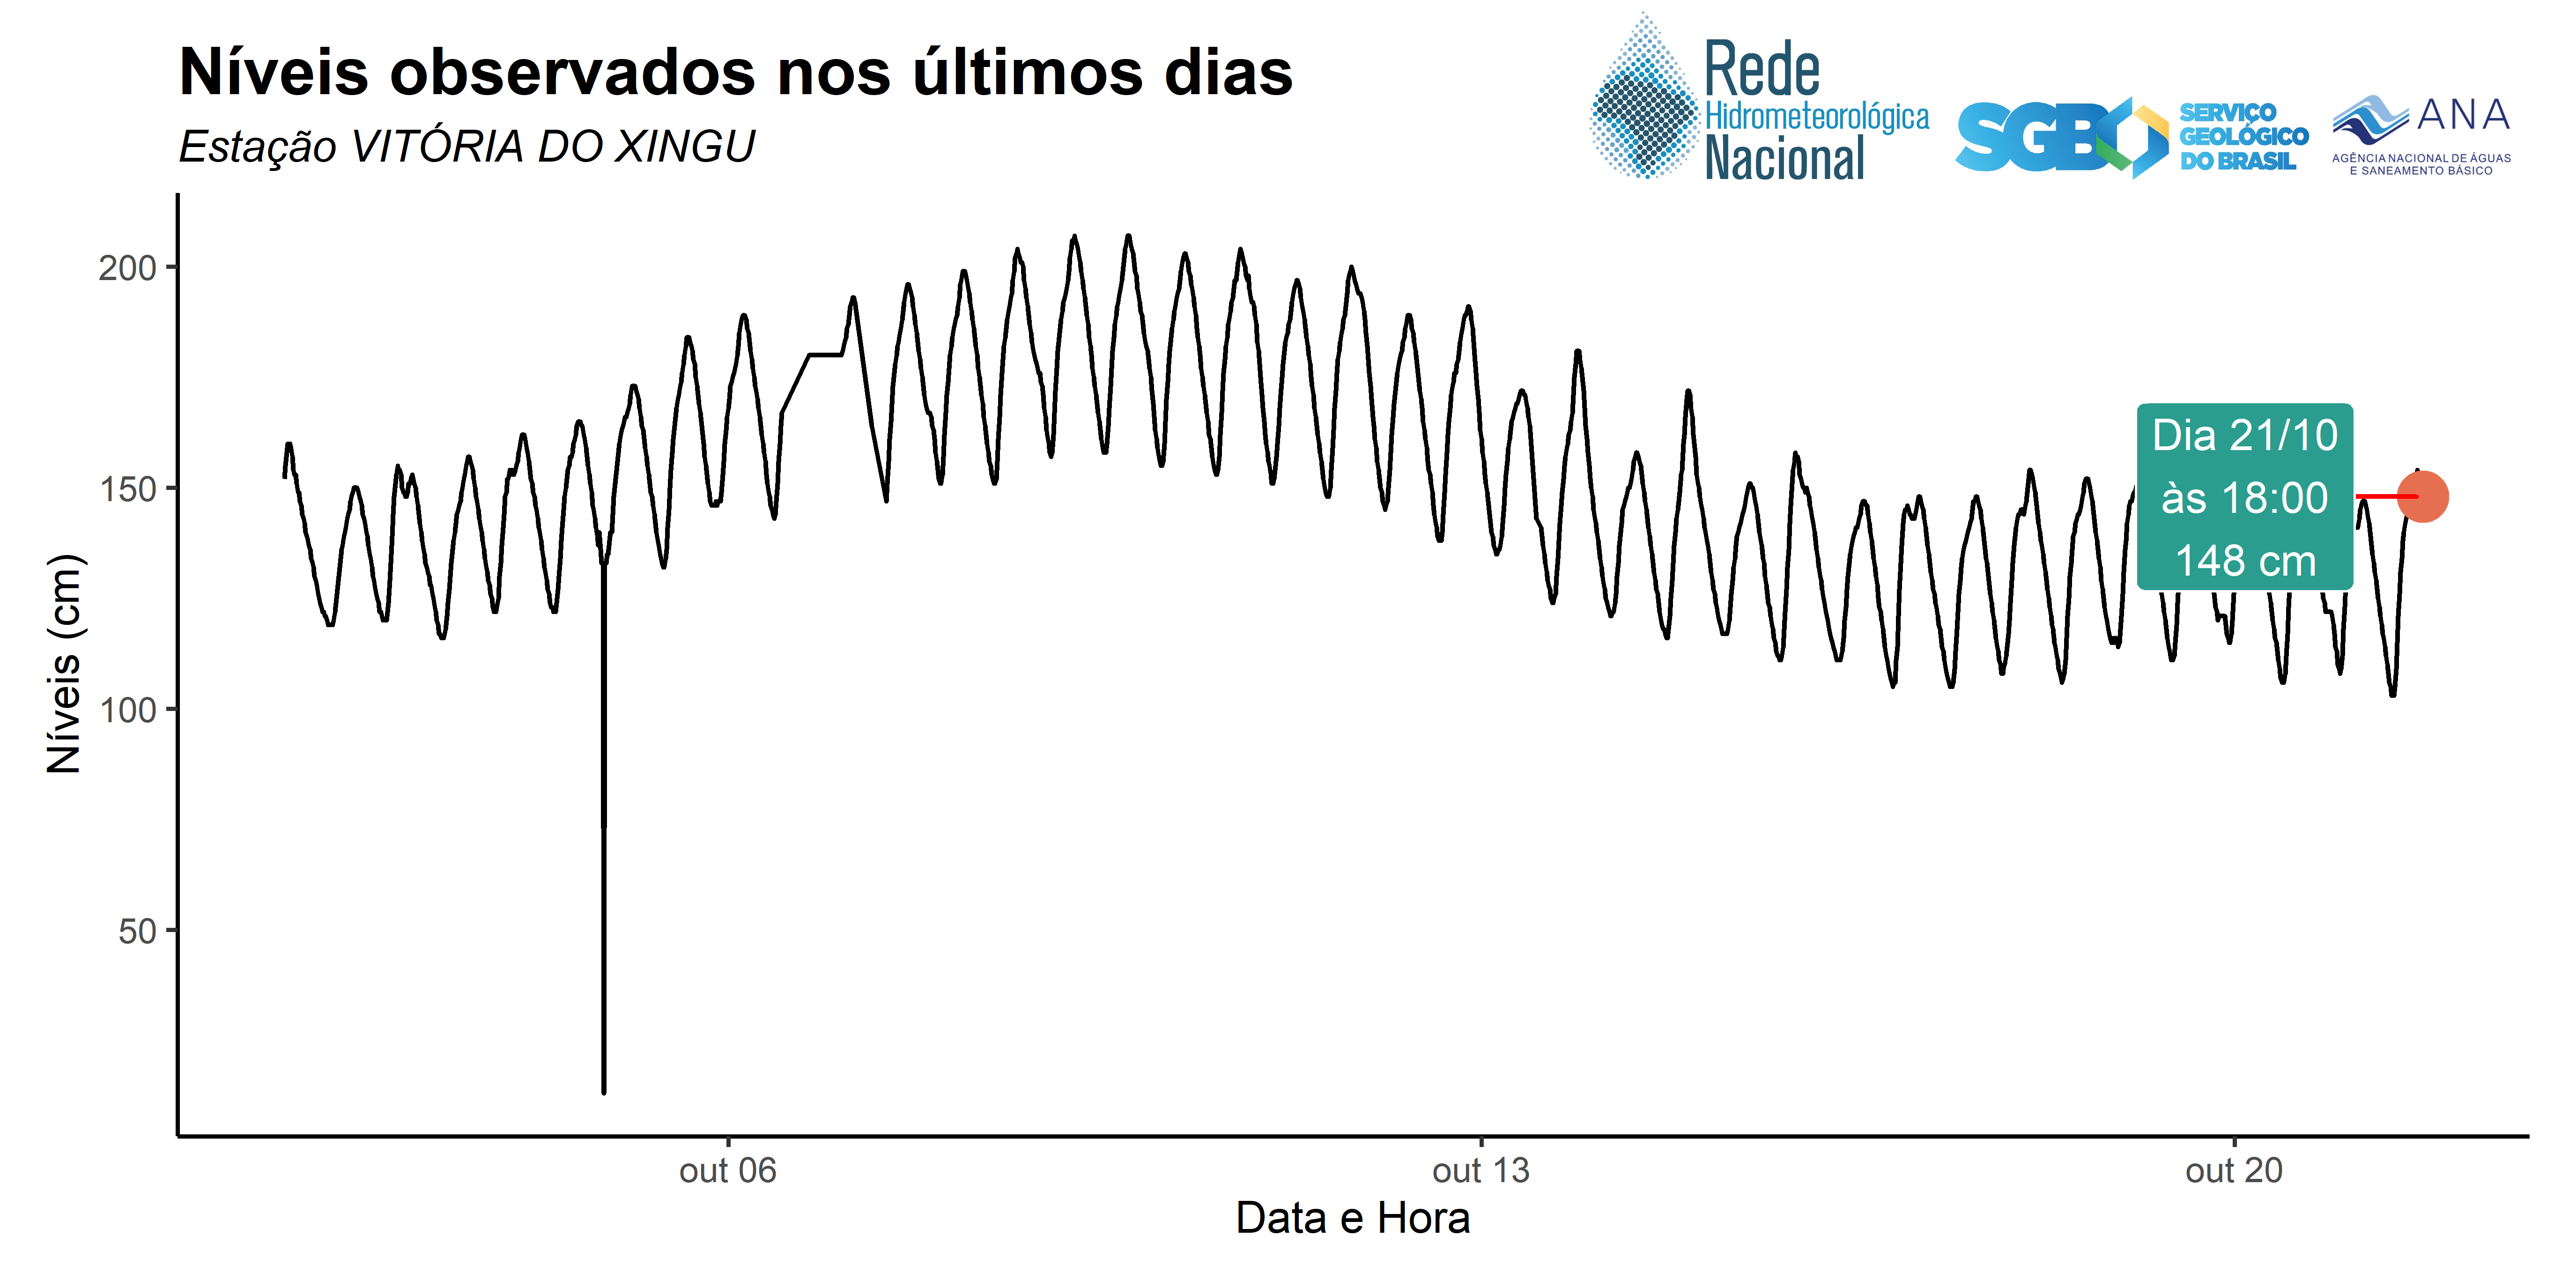 Níveis observados nos últimos dias
Estação VITÓRIA DO XINGU
Rede
Hidrometeorológica
Nacional
SGB
SERVIÇO
GEOLÓGICO
DO BRASIL
ANA
AGÊNCIA NACIONAL DE ÁGUAS
E SANEAMENTO BÁSICO
Níveis (cm)
200
150
100
50
Dia 21/10
às 18:00
148 cm
out 06
out 13
out 20
Data e Hora